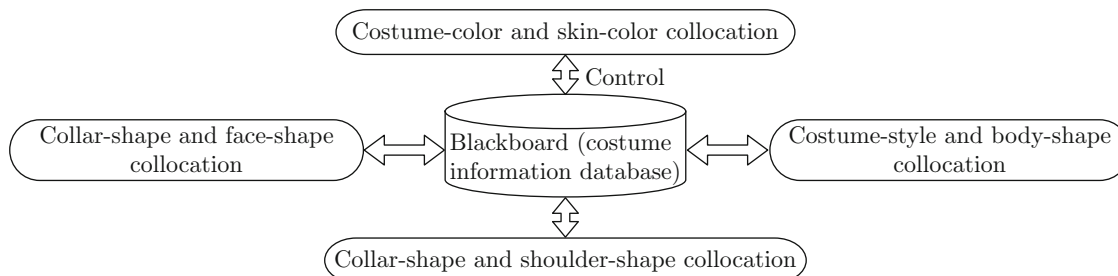 Costume-color and skin-color collocation
Control
Collar-shape and face-shape
collocation
Blackboard (costume
information database)
Costume-style and body-shape
collocation
Collar-shape and shoulder-shape collocation